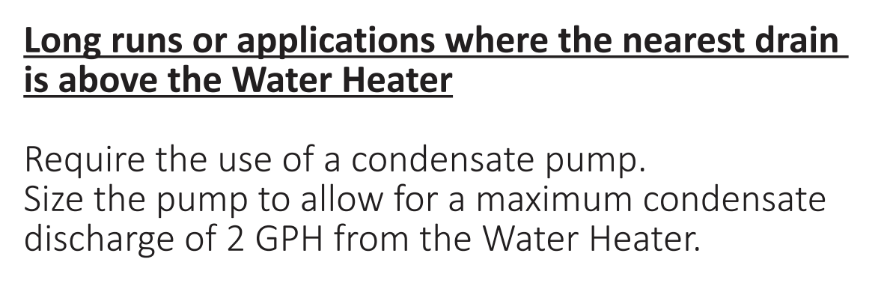 Long runs or applications where the nearest drain
is above the Water Heater
Require the use of a condensate pump.
Size the pump to allow for a maximum condensate
discharge of 2 GPH from the Water Heater.